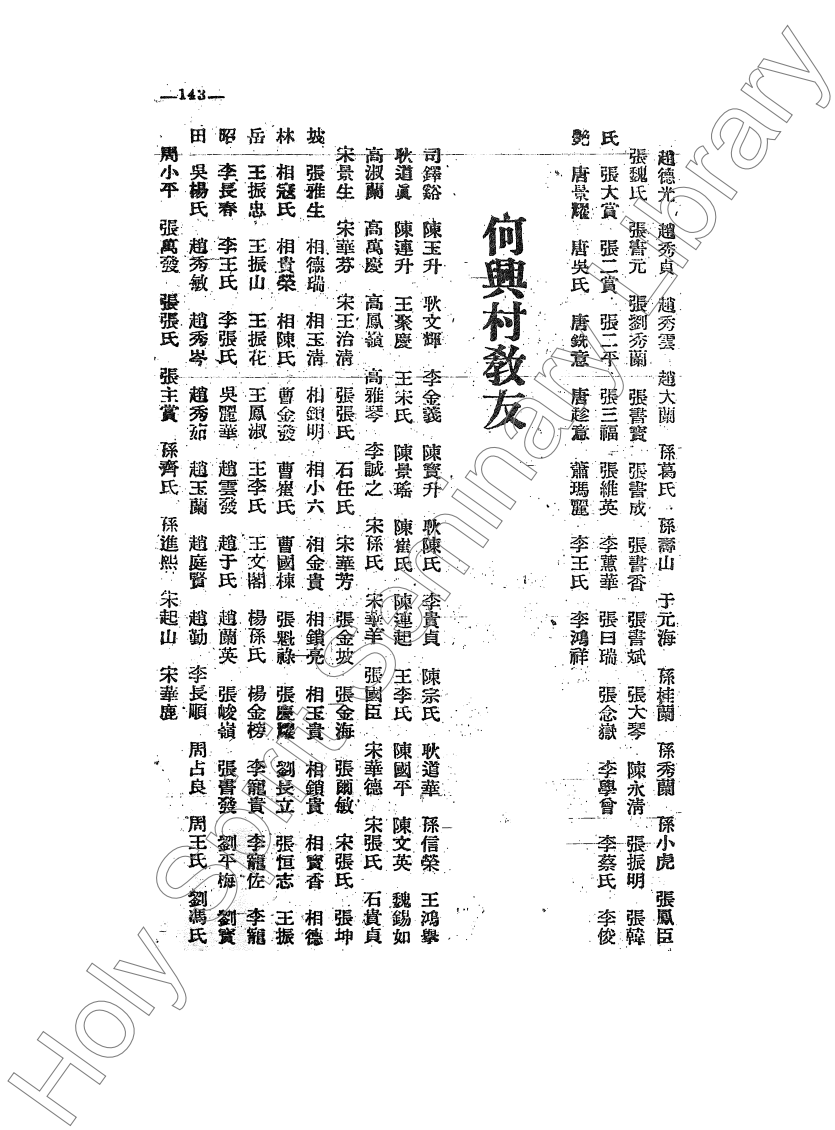 趙德光 趙秀貞 趙秀雲 趙大蘭 孫葛氏 孫壽山 于元海 孫桂蘭 孫秀蘭 孫小虎 張鳳臣
張魏氏 張書元 張劉秀蘭 張書寶 張書成 張書香 張書斌 張大琴 陳永清 張振明 張韓
氏 張大賞 張二賞 張二平 張三福 張維英 李蕙華 張曰瑞 張念嶽 李學曾 李蔡氏 李俊
艷 唐景耀 唐吳氏 唐銑意 唐趁意 蕭瑪麗 李王氏 李鴻祥
何興村教友
司鐸谿 陳玉升 耿文輝 李金義 陳寶升 耿陳氏 李貴貞 陳宗氏 耿道華 孫信榮 王鴻舉
耿道眞 陳連升 王聚慶 王宋氏 陳景瑤 陳崔氏 陳連起 王李氏 陳國平 陳文英 魏錫如
高淑蘭 高萬慶 高鳳嶺 高雅琴 李誠之 宋孫氏 宋華羊 張國臣 宋華德 宋張氏 石貴貞
宋景生 宋華芬 宋王治清 張張氏 石任氏 宋華芳 張金坡 張金海 張爾敏 宋張氏 張坤
坡 張雅生 相德瑞 相玉清 相鎖明 相小六 相金貴 相鎖亮 相玉貴 相鎖貴 相寶香 相德
林 相寇氏 相貴榮 相陳氏 曹金發 曹崔氏 曹國棟 張魁祿 張慶耀 劉長立 張恒志 王振
岳 王振忠 王振山 王振花 王鳳淑 王李氏 王文閣 楊孫氏 楊金榜 李寵貴 李寵佐 李寵
昭 李長春 李王氏 李張氏 吳麗華 趙雲發 趙于氏 趙蘭英 張峻嶺 張書發 劉平梅 劉寶
田 吳楊氏 趙秀敏 趙秀岑 趙秀茹 趙玉蘭 趙庭賢 趙勤 李長順 周占良 周王氏 劉馮氏
周小平 張萬發 張張氏 張主賞 孫齊氏 孫進熙 宋起山 宋華鹿
—143—
Holy Spirit Seminary Library